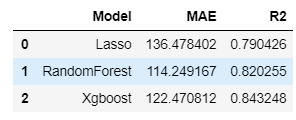 Model MAE R2
0 Lasso 136.478402 0.790426
1 RandomForest 114.249167 0.820255
2 Xgboost 122.470812 0.843248